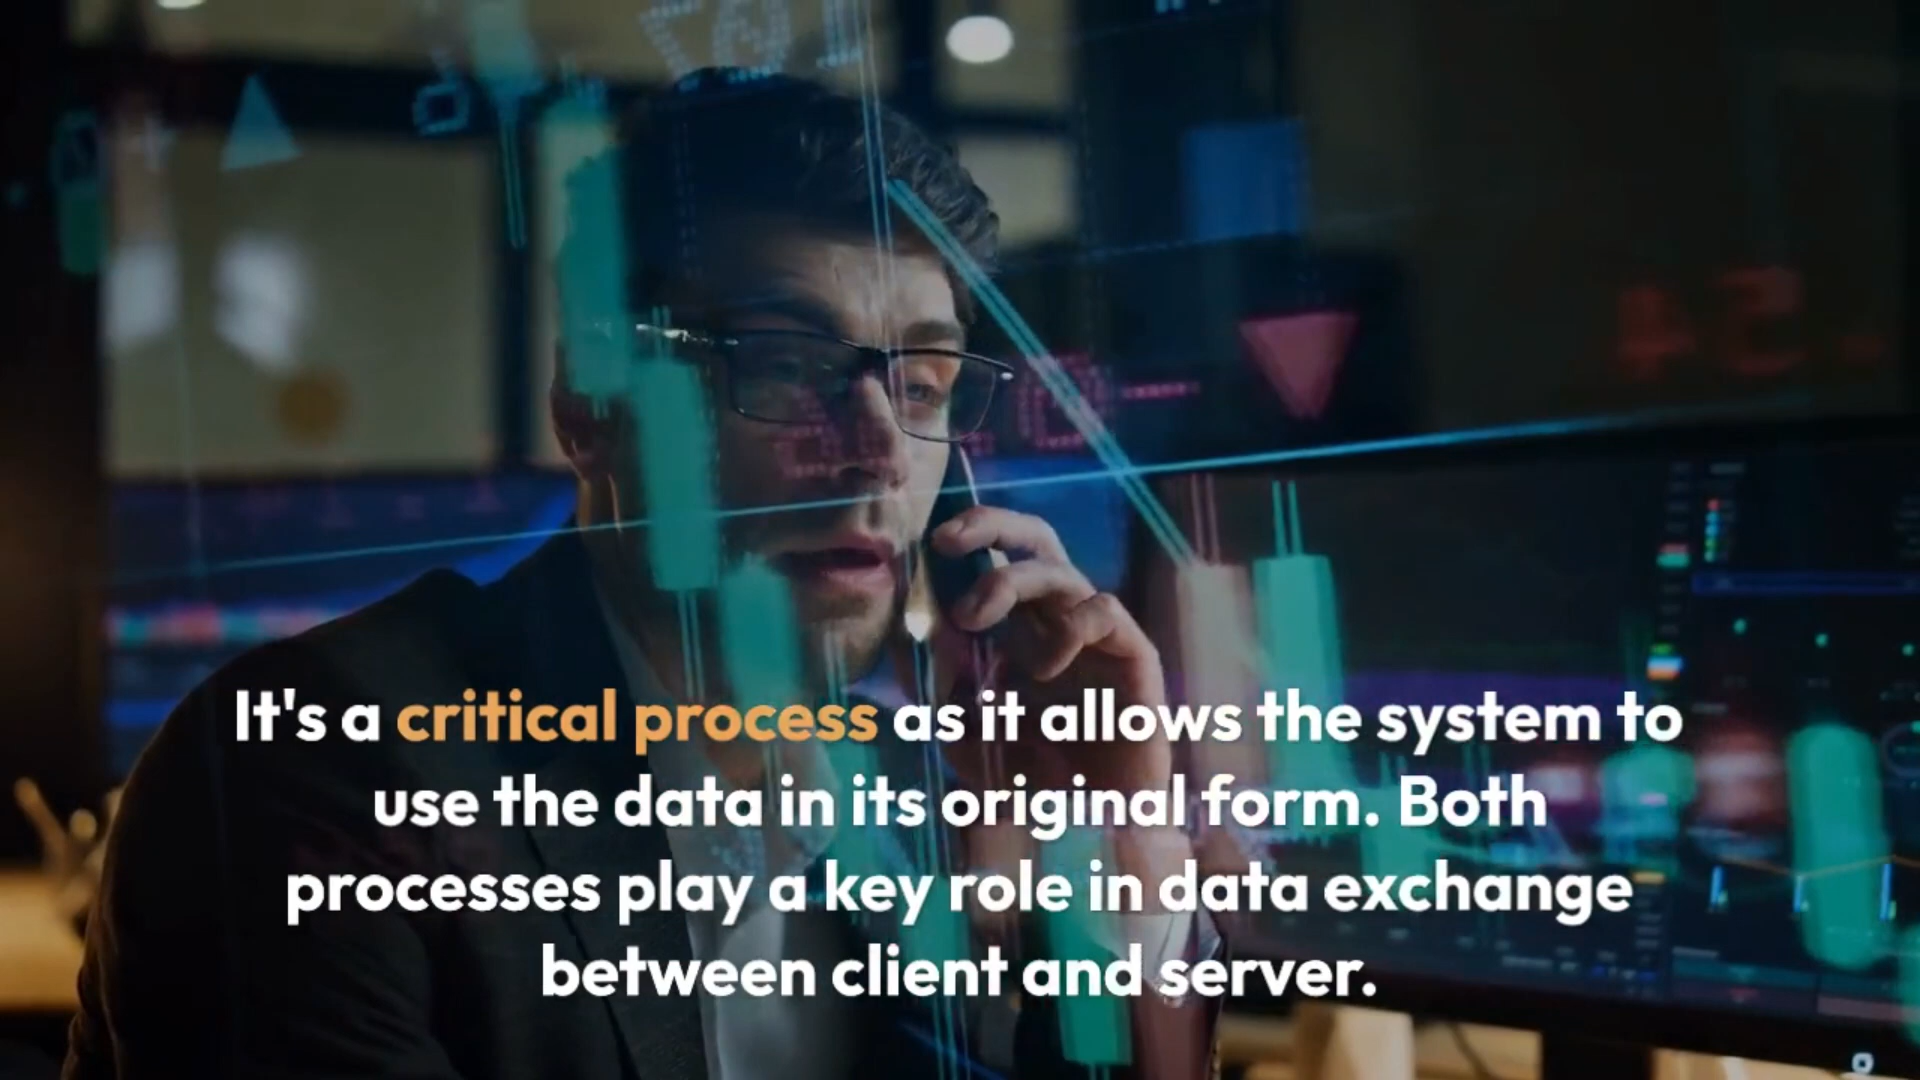 It's a critical process as it allows the system to
use the data in its original form. Both
processes play a key role in data exchange
between client and server.